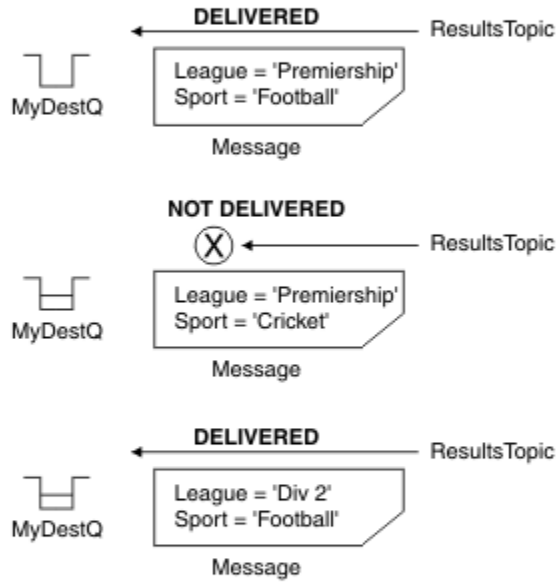 DELIVERED
ResultsTopic
League = 'Premiership'
Sport = 'Football'
MyDestQ
Message
NOT DELIVERED
X
ResultsTopic
League = 'Premiership'
Sport = 'Cricket'
MyDestQ
Message
DELIVERED
ResultsTopic
League = 'Div 2'
Sport = 'Football'
MyDestQ
Message